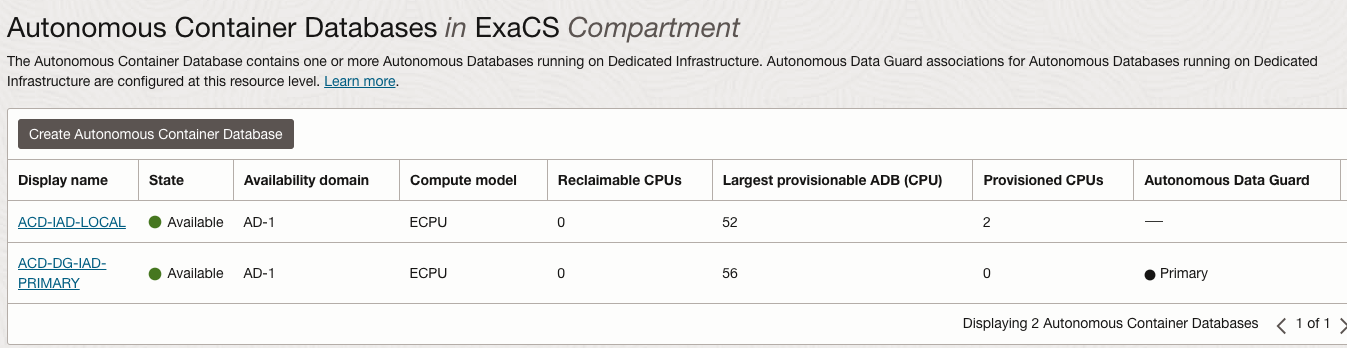 Autonomous Container Databases in ExaCS Compartment
The Autonomous Container Database contains one or more Autonomous Databases running on Dedicated Infrastructure. Autonomous Data Guard associations for Autonomous Databases running on Dedicated
Infrastructure are configured at this resource level. Learn more.
Create Autonomous Container Database
Display name State Availability domain Compute model Reclaimable CPUs Largest provisionable ADB (CPU) Provisioned CPUs Autonomous Data Guard
ACD-IAD-LOCAL Available AD-1 ECPU 0 52 2 —
ACD-DG-IAD-
PRIMARY Available AD-1 ECPU 0 56 0 Primary
Displaying 2 Autonomous Container Databases 1 of 1